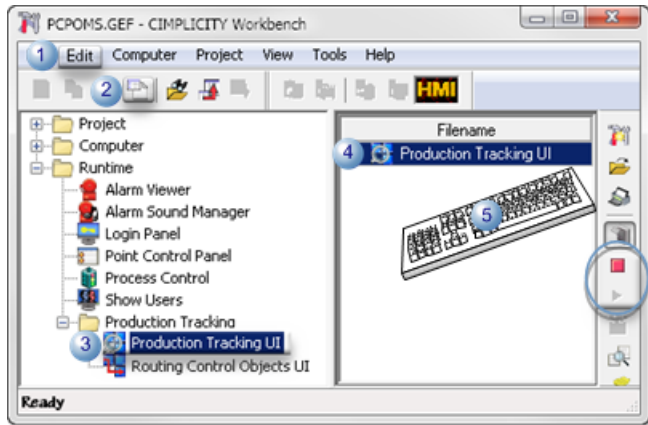 PCPOMS.GEF - CIMPLICITY Workbench
1 Edit Computer Project View Tools Help
2 HMI
Project
Computer
Runtime
Alarm Viewer
Alarm Sound Manager
Login Panel
Point Control Panel
Process Control
Show Users
Production Tracking
3 Production Tracking UI
Routing Control Objects UI
Filename
4 Production Tracking UI
5
Ready